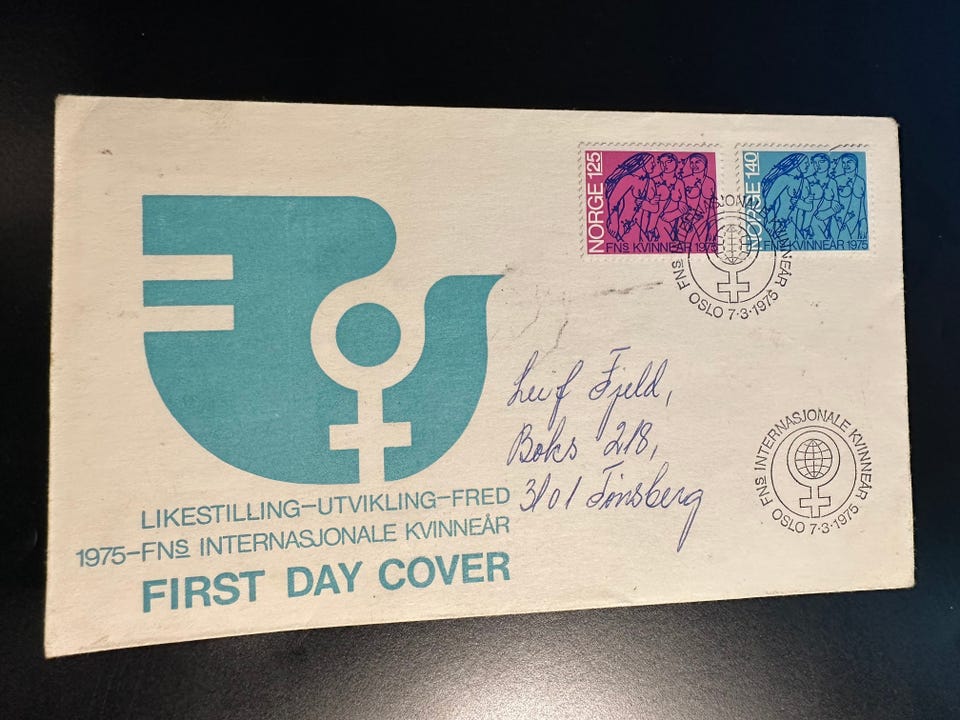 NORGE 125
FNs KVINNEÅR 1975
NORGE 140
FNs KVINNEÅR 1975
FNs INTERNASJONALE KVINNEÅR
OSLO 7·3·1975
Leif Fjeld,
Boks 218,
3101 Tønsberg
FNs INTERNASJONALE KVINNEÅR
OSLO 7·3·1975
LIKESTILLING–UTVIKLING–FRED
1975–FNs INTERNASJONALE KVINNEÅR
FIRST DAY COVER